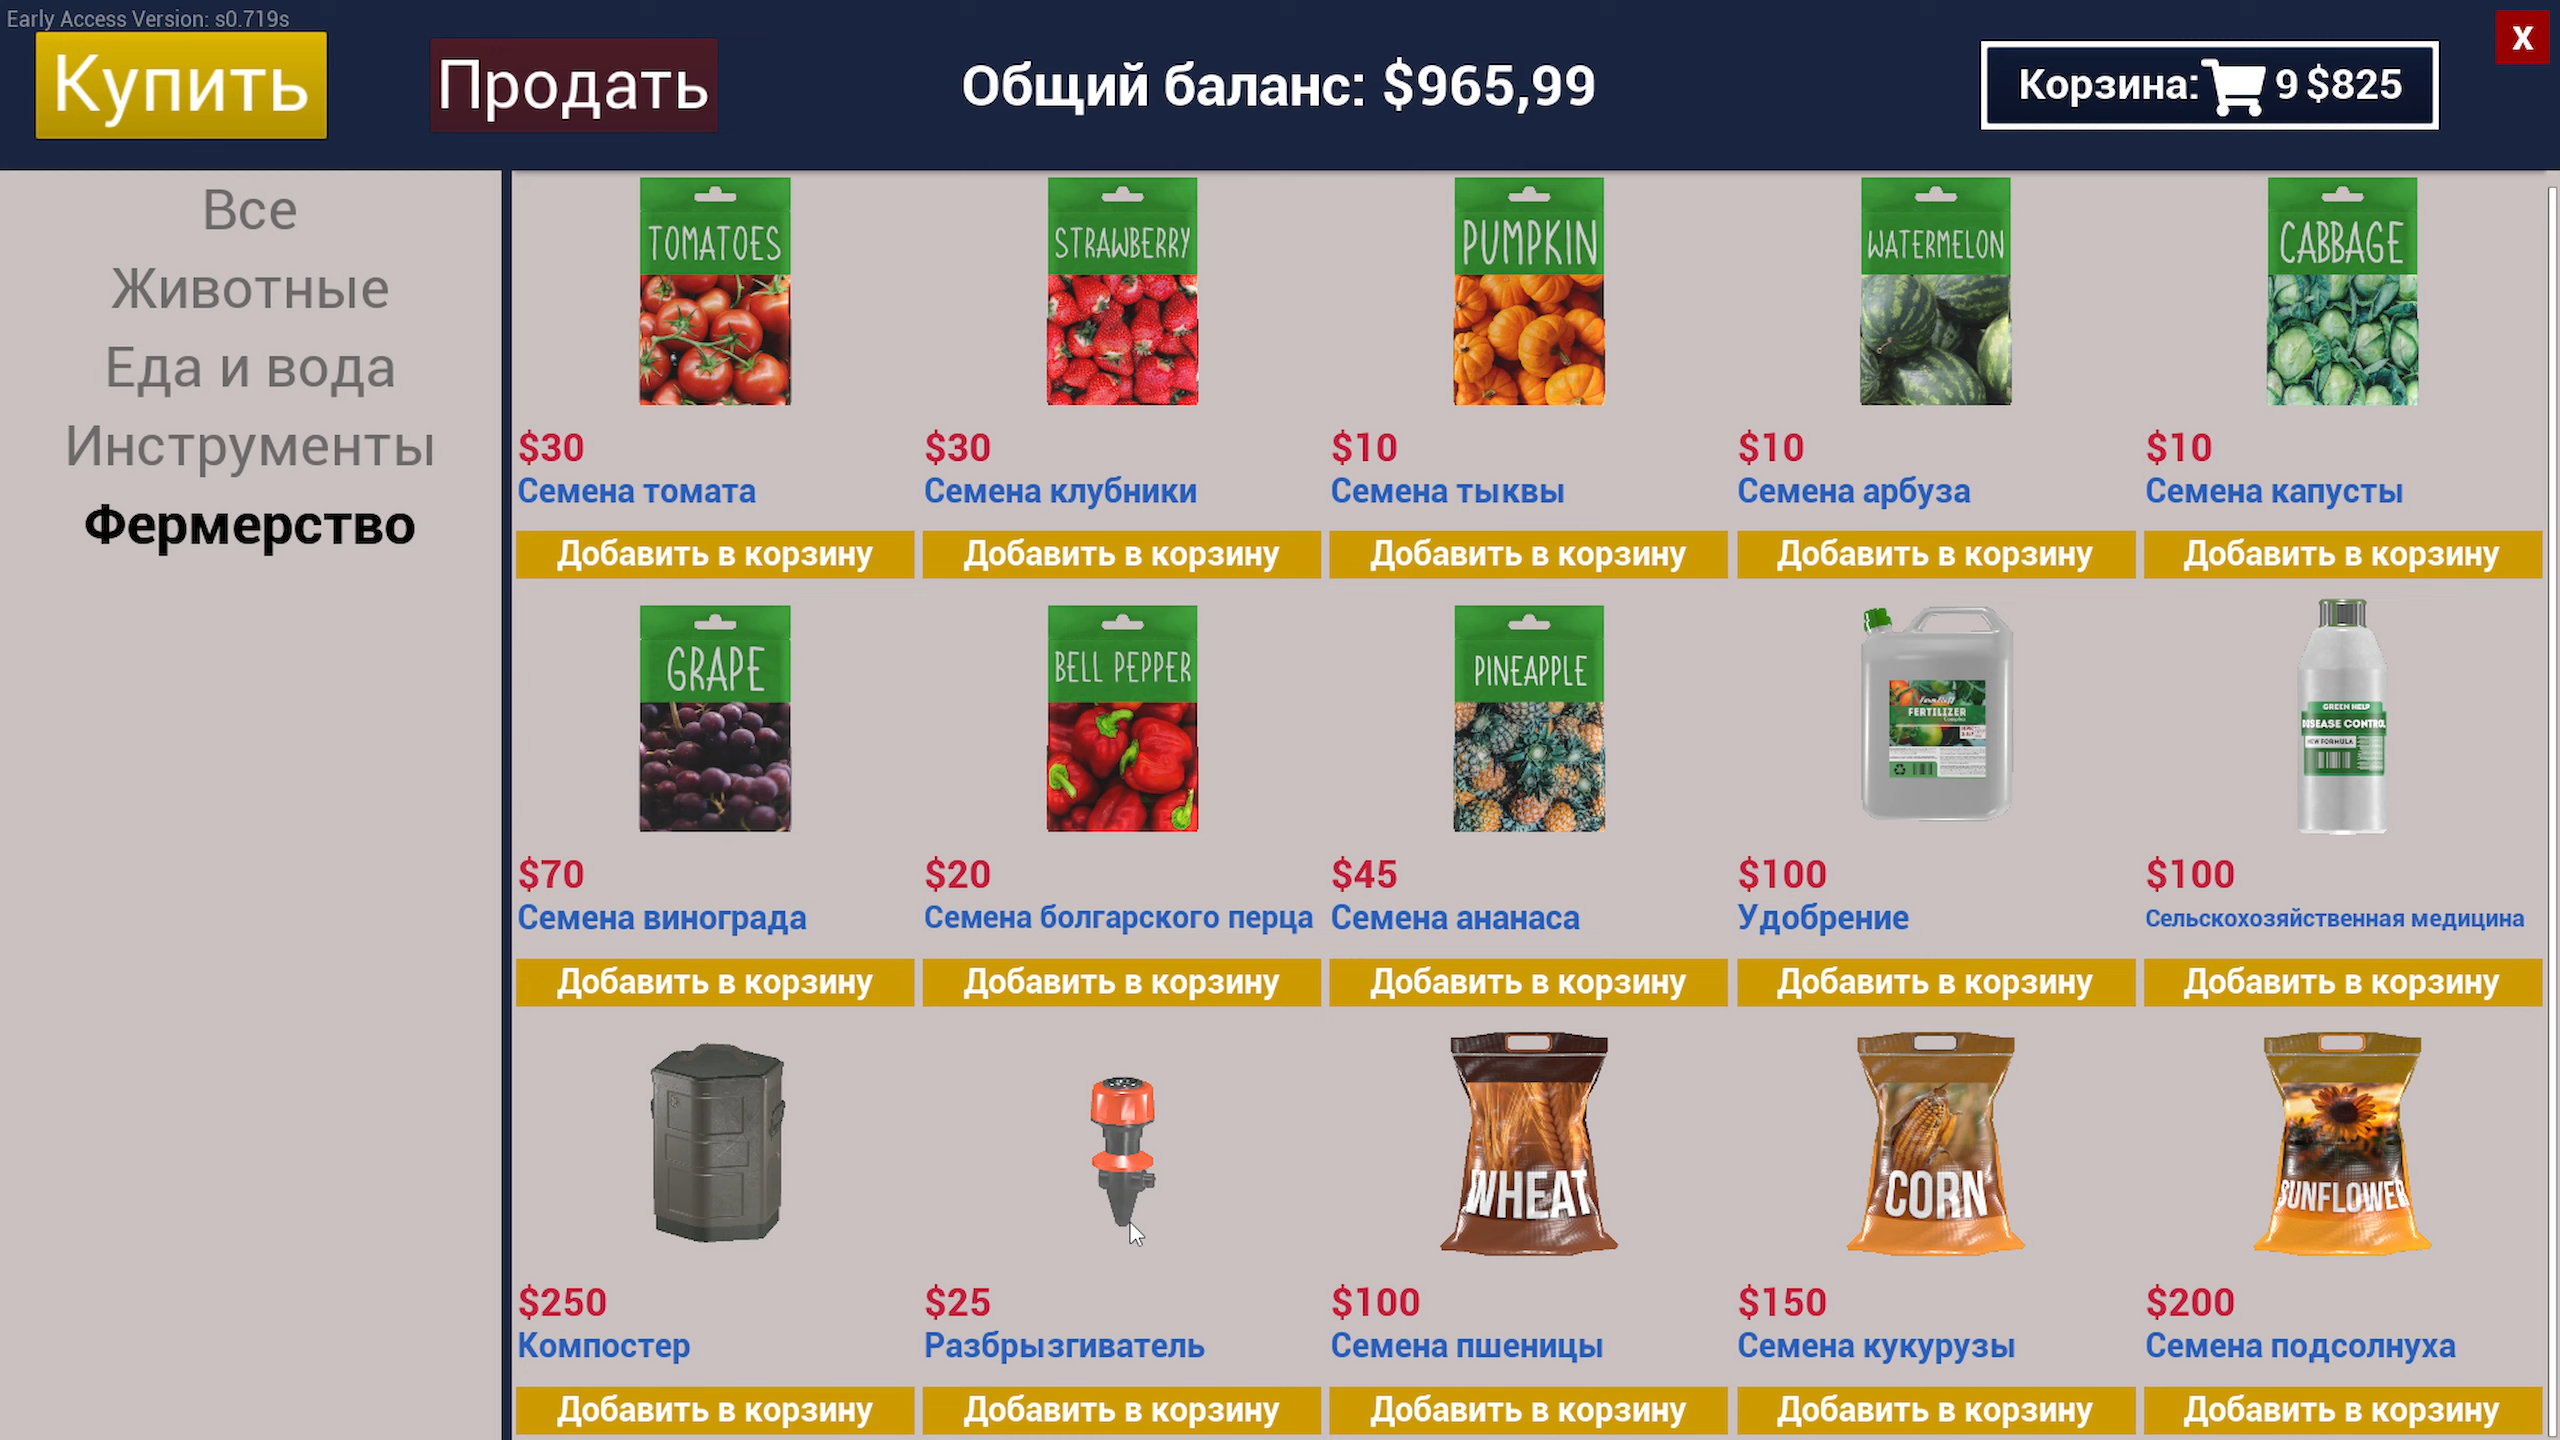 Early Access Version: s0.719s
Купить
Продать
Общий баланс: $965,99
Корзина: 9 $825
X
Все
Животные
Еда и вода
Инструменты
Фермерство
TOMATOES
STRAWBERRY
PUMPKIN
WATERMELON
CABBAGE
$30
$30
$10
$10
$10
Семена томата
Семена клубники
Семена тыквы
Семена арбуза
Семена капусты
Добавить в корзину
Добавить в корзину
Добавить в корзину
Добавить в корзину
Добавить в корзину
GRAPE
BELL PEPPER
PINEAPPLE
FERTILIZER
GREEN HELP
DISEASE CONTROL
NEW FORMULA
$70
$20
$45
$100
$100
Семена винограда
Семена болгарского перца
Семена ананаса
Удобрение
Сельскохозяйственная медицина
Добавить в корзину
Добавить в корзину
Добавить в корзину
Добавить в корзину
Добавить в корзину
WHEAT
CORN
SUNFLOWER
$250
$25
$100
$150
$200
Компостер
Разбрызгиватель
Семена пшеницы
Семена кукурузы
Семена подсолнуха
Добавить в корзину
Добавить в корзину
Добавить в корзину
Добавить в корзину
Добавить в корзину